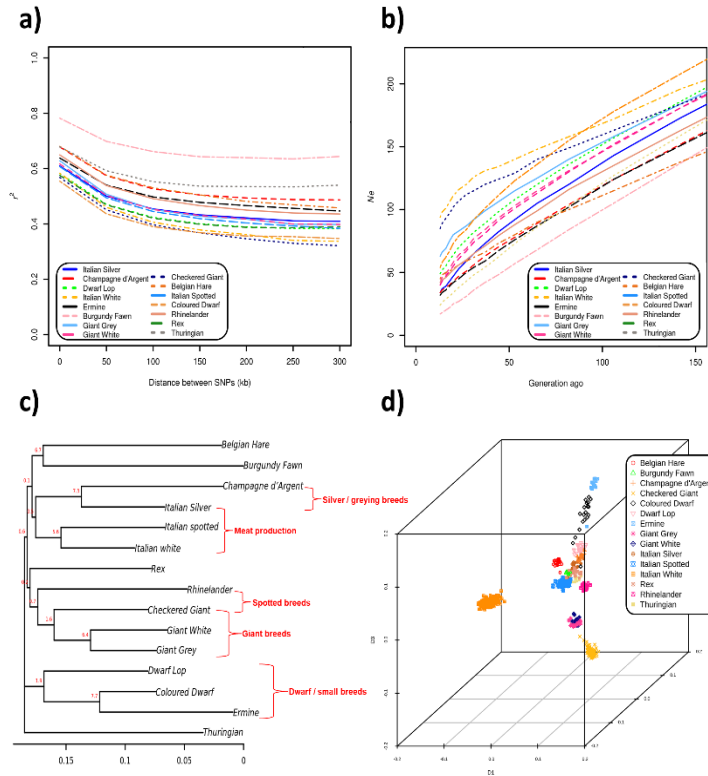 a)
1.0
0.8
0.6
0.4
0.2
0.0
r²
Italian Silver
Champagne d'Argent
Dwarf Lop
Italian White
Ermine
Burgundy Fawn
Giant Grey
Giant White
Checkered Giant
Belgian Hare
Italian Spotted
Coloured Dwarf
Rhinelander
Rex
Thuringian
0 50 100 150 200 250 300
Distance between SNPs (kb)
b)
200
150
100
50
0
Ne
Italian Silver
Champagne d'Argent
Dwarf Lop
Italian White
Ermine
Burgundy Fawn
Giant Grey
Giant White
Checkered Giant
Belgian Hare
Italian Spotted
Coloured Dwarf
Rhinelander
Rex
Thuringian
0 50 100 150
Generation ago
c)
Belgian Hare
Burgundy Fawn
Champagne d'Argent
Silver / greying breeds
Italian Silver
Italian spotted
Meat production
Italian white
Rex
Rhinelander
Spotted breeds
Checkered Giant
Giant White
Giant breeds
Giant Grey
Dwarf Lop
Coloured Dwarf
Dwarf / small breeds
Ermine
Thuringian
0.15 0.1 0.05 0
d)
Belgian Hare
Burgundy Fawn
Champagne d'Argent
Checkered Giant
Coloured Dwarf
Dwarf Lop
Ermine
Giant Grey
Giant White
Italian Silver
Italian Spotted
Italian White
Rex
Rhinelander
Thuringian
D1